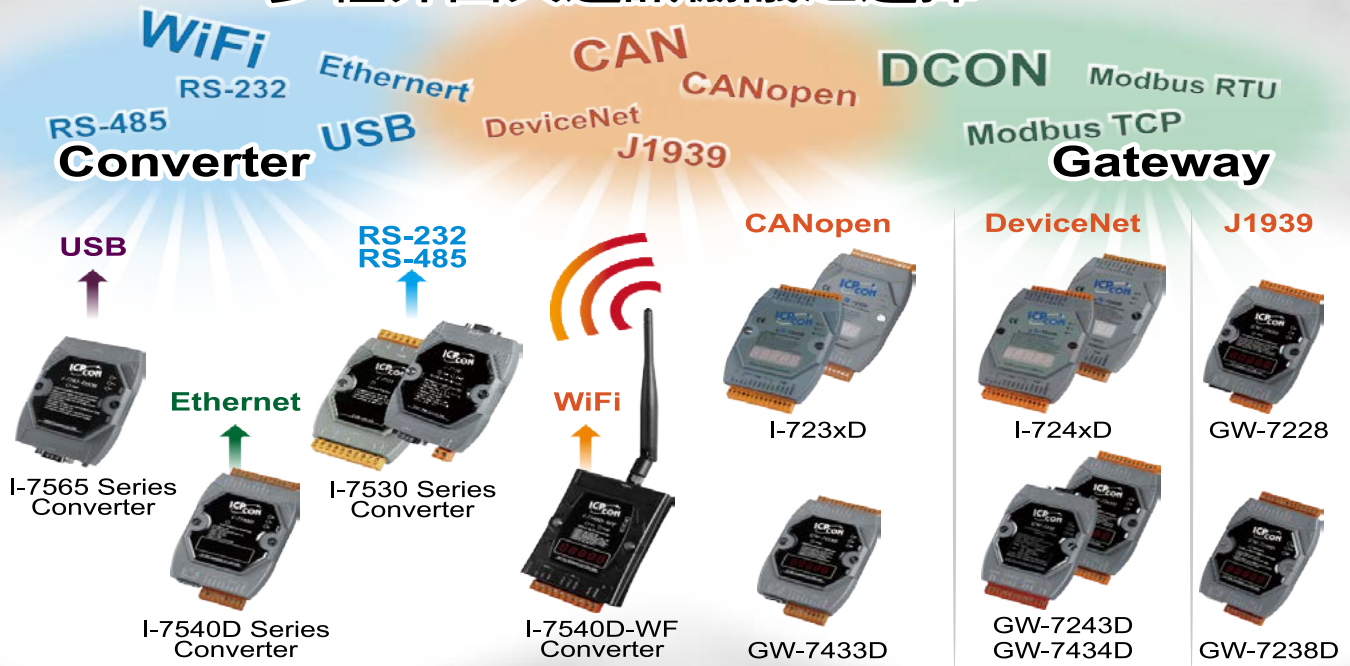 WiFi
Ethernert
RS-232
RS-485
USB
Converter
CAN
CANopen
DeviceNet
J1939
DCON
Modbus RTU
Modbus TCP
Gateway
USB
I-7565 Series
Converter
Ethernet
I-7540D Series
Converter
RS-232
RS-485
I-7530 Series
Converter
WiFi
I-7540D-WF
Converter
CANopen
I-723xD
GW-7433D
DeviceNet
I-724xD
GW-7243D
GW-7434D
J1939
GW-7228
GW-7238D